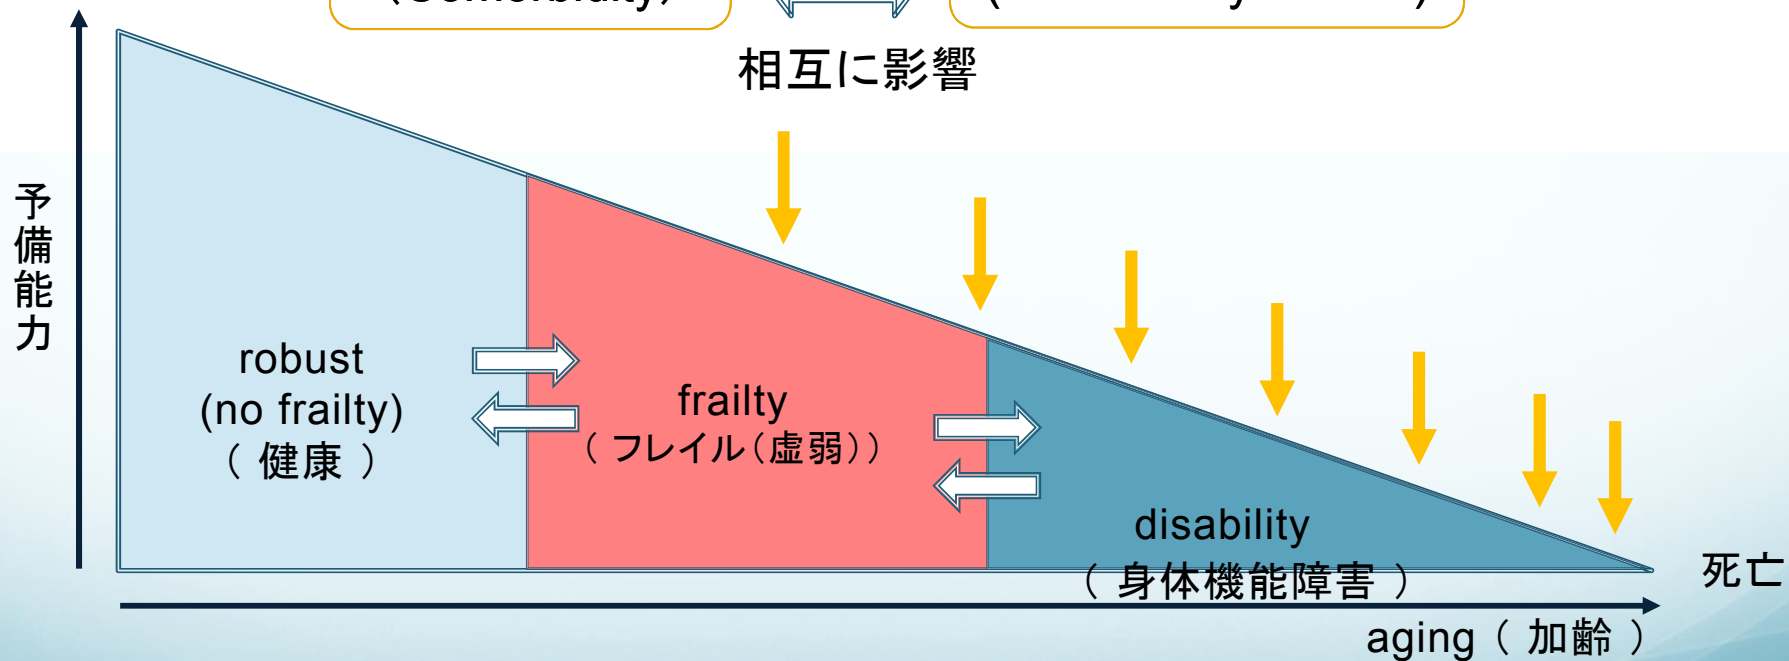 (Comorbidity)
相互に影響
予備能力
robust
(no frailty)
（ 健康 ）
frailty
（ フレイル（虚弱））
disability
（ 身体機能障害 ）
死亡
aging（ 加齢 ）